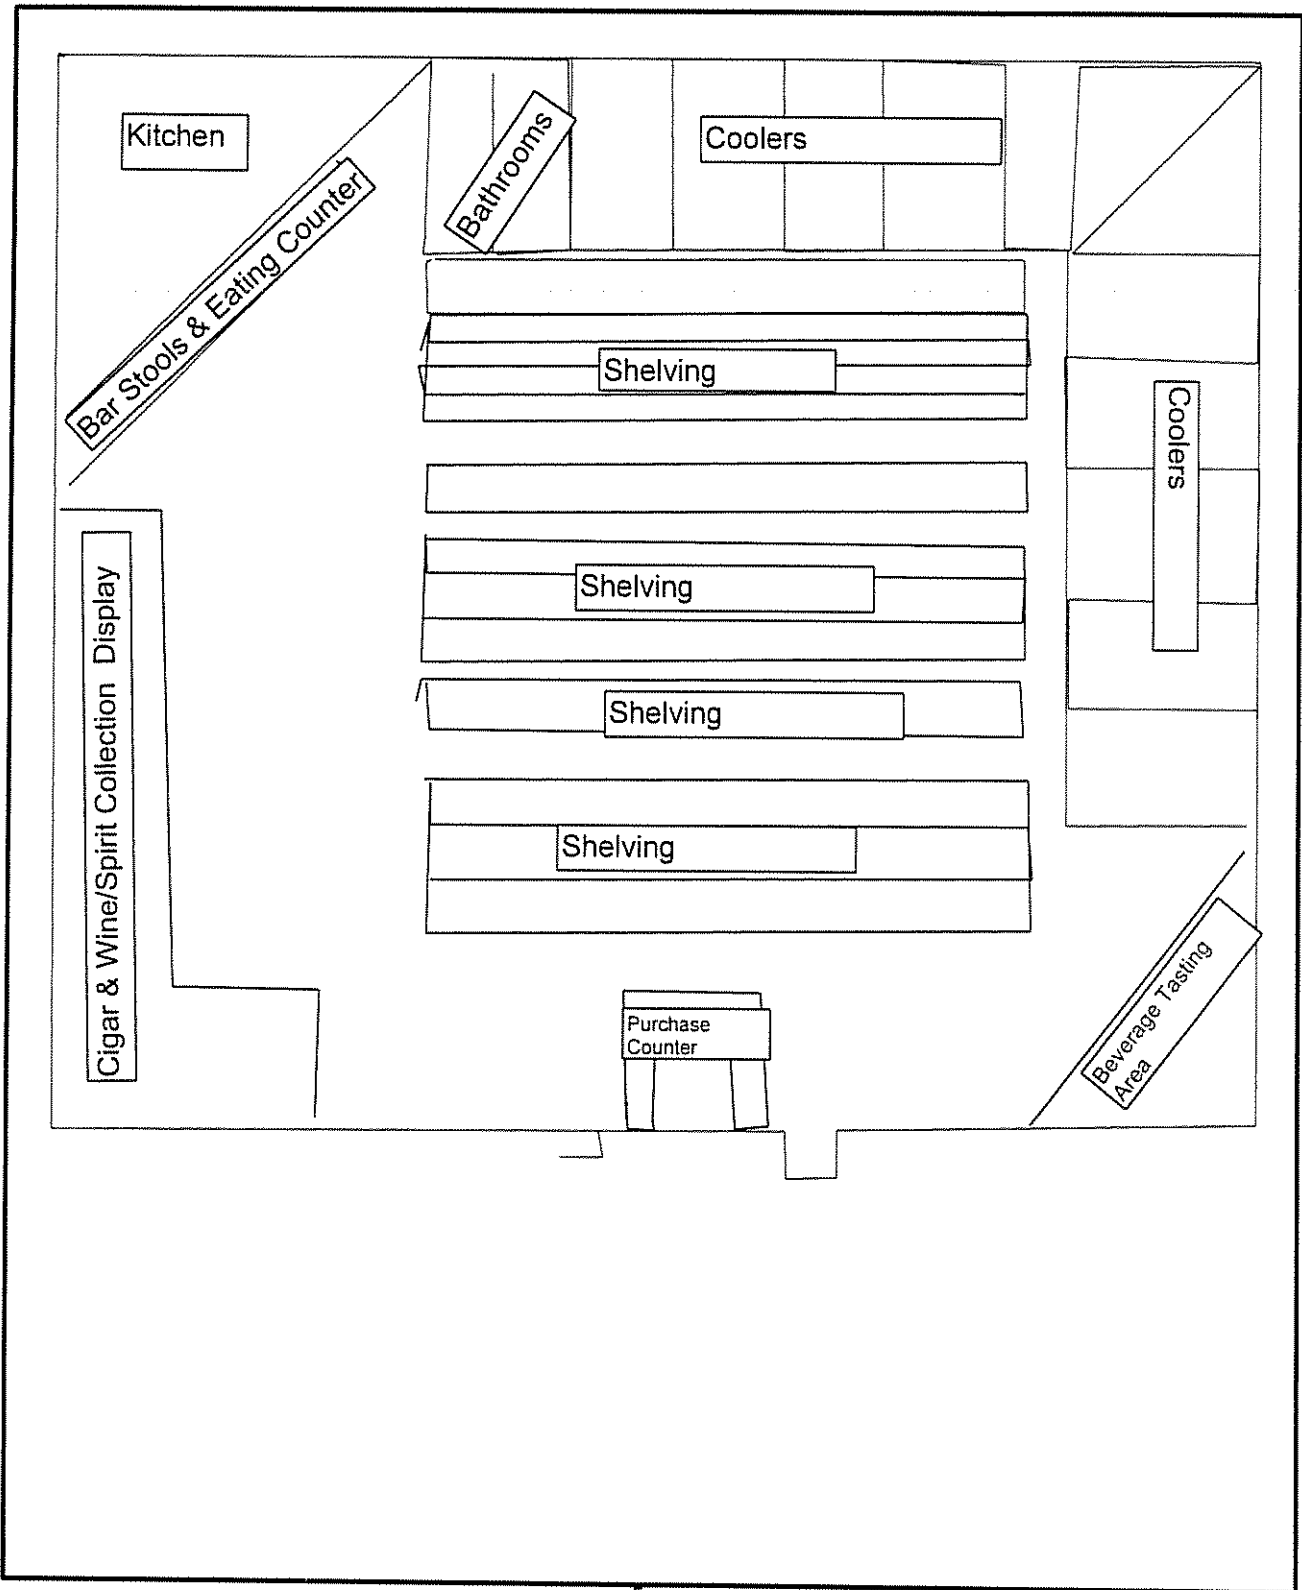 Kitchen
Bathrooms
Coolers
Bar Stools & Eating Counter
Shelving
Coolers
Shelving
Cigar & Wine/Spirit Collection Display
Shelving
Shelving
Purchase
Counter
Beverage Tasting
Area